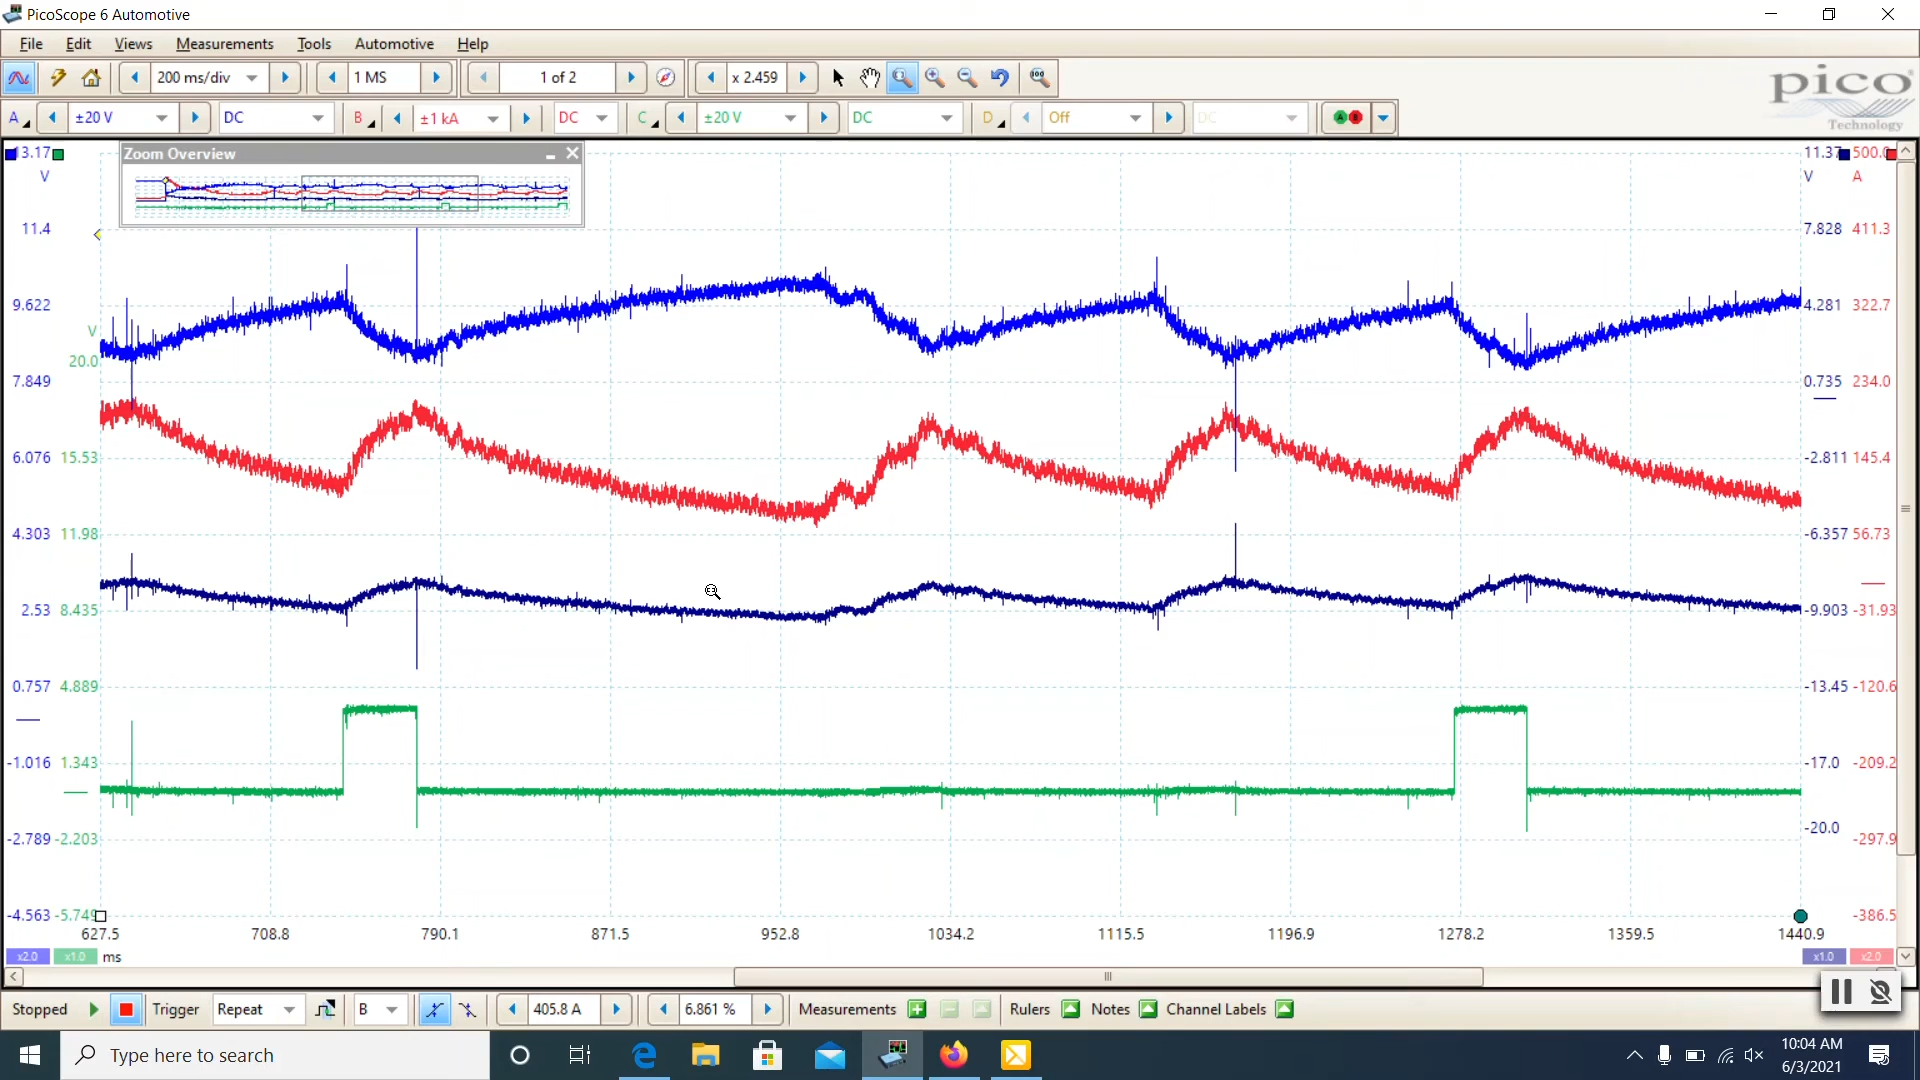 PicoScope 6 Automotive
File Edit Views Measurements Tools Automotive Help
200 ms/div 1 MS 1 of 2 x 2.459
pico
Technology
A ±20 V DC B ±1 kA DC C ±20 V DC D Off DC A B
Zoom Overview
13.17 11.37 500.0
V V A
11.4 7.828 411.3
9.622 4.281 322.7
V
20.0
7.849 0.735 234.0
6.076 15.53 -2.811 145.4
4.303 11.98 -6.357 56.73
2.53 8.435 -9.903 -31.93
0.757 4.889 -13.45 -120.6
-1.016 1.343 -17.0 -209.2
-20.0
-2.789 -2.203 -297.9
-4.563 -5.749 -386.5
627.5 708.8 790.1 871.5 952.8 1034.2 1115.5 1196.9 1278.2 1359.5 1440.9
x2.0 x1.0 ms x1.0 x2.0
Stopped Trigger Repeat B 405.8 A 6.861 % Measurements Rulers Notes Channel Labels
Type here to search
10:04 AM
6/3/2021